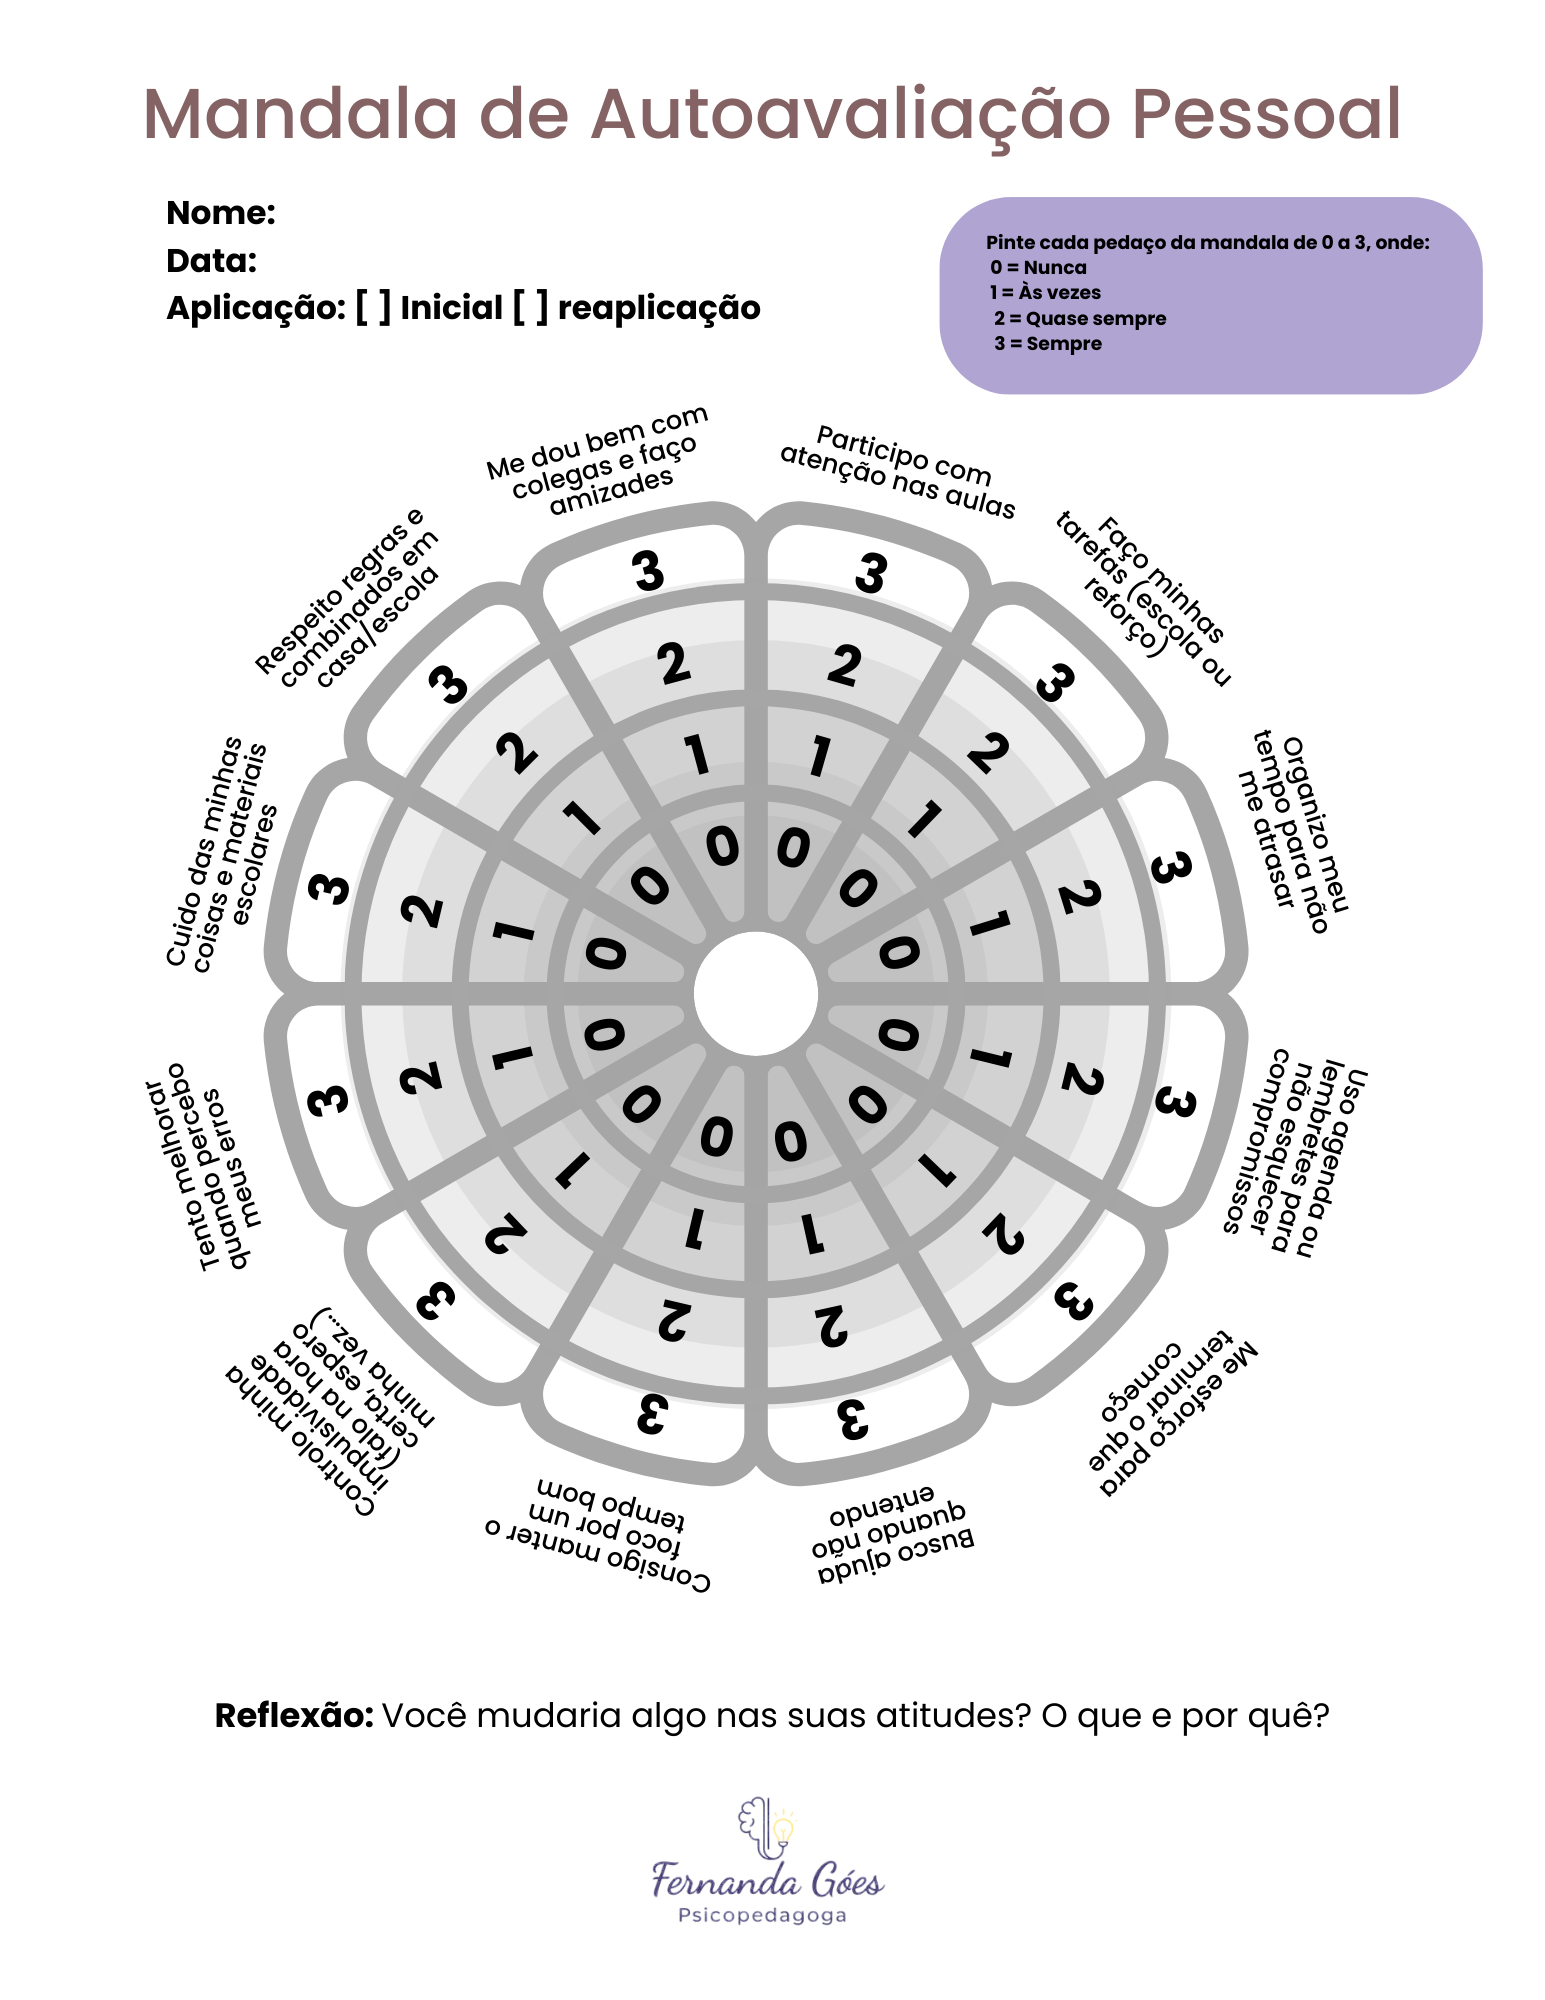 Mandala de Autoavaliação Pessoal
Nome:
Data:
Aplicação: [ ] Inicial [ ] reaplicação
Pinte cada pedaço da mandala de 0 a 3, onde:
0 = Nunca
1 = Às vezes
2 = Quase sempre
3 = Sempre
Participo com
atenção nas aulas
3
2
1
0
Faço minhas
tarefas (escola ou
reforço)
3
2
1
0
Organizo meu
tempo para não
me atrasar
3
2
1
0
Uso agenda ou
lembretes para
não esquecer
compromissos
3
2
1
0
Me esforço para
terminar o que
começo
3
2
1
0
Busco ajuda
quando não
entendo
3
2
1
0
Consigo manter o
foco por um
tempo bom
3
2
1
0
Controlo minha
impulsividade
(falo na hora
certa, espero
minha vez...)
3
2
1
0
Tento melhorar
quando percebo
meus erros
3
2
1
0
Cuido das minhas
coisas e materiais
escolares
3
2
1
0
Respeito regras e
combinados em
casa/escola
3
2
1
0
Me dou bem com
colegas e faço
amizades
3
2
1
0
Reflexão: Você mudaria algo nas suas atitudes? O que e por quê?
Fernanda Góes
Psicopedagoga